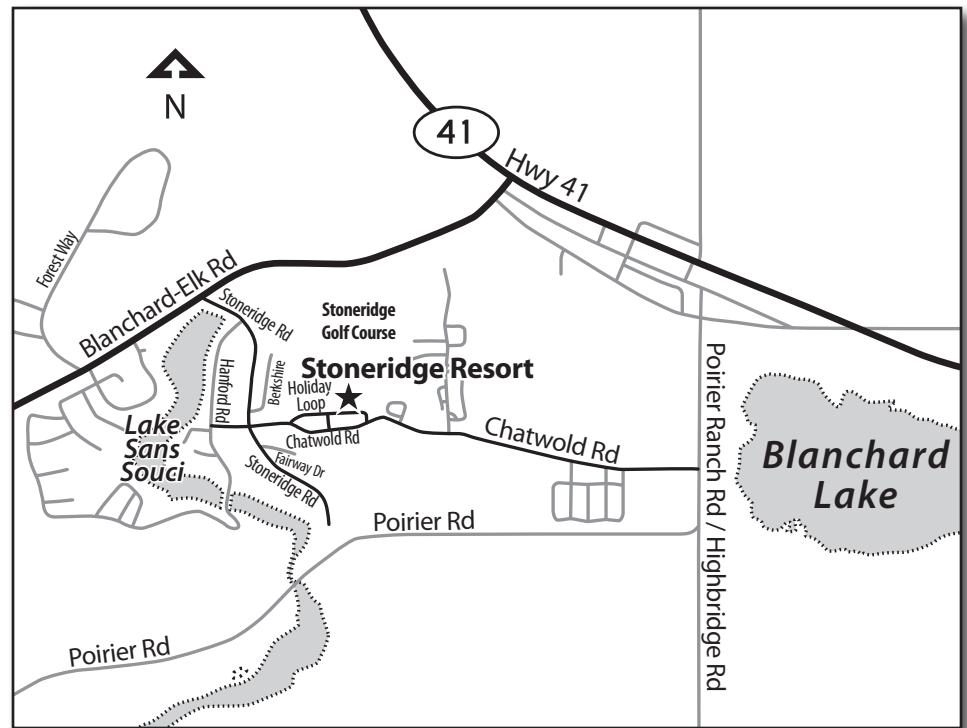 N
41
Hwy 41
Forest Way
Blanchard-Elk Rd
Stoneridge Rd
Stoneridge
Golf Course
Stoneridge Resort
Hanford Rd
Berkshire
Holiday
Loop
Lake
Sans
Souci
Chatwold Rd
Chatwold Rd
Fairway Dr
Stoneridge Rd
Poirier Rd
Poirier Ranch Rd / Highbridge Rd
Blanchard
Lake
Poirier Rd